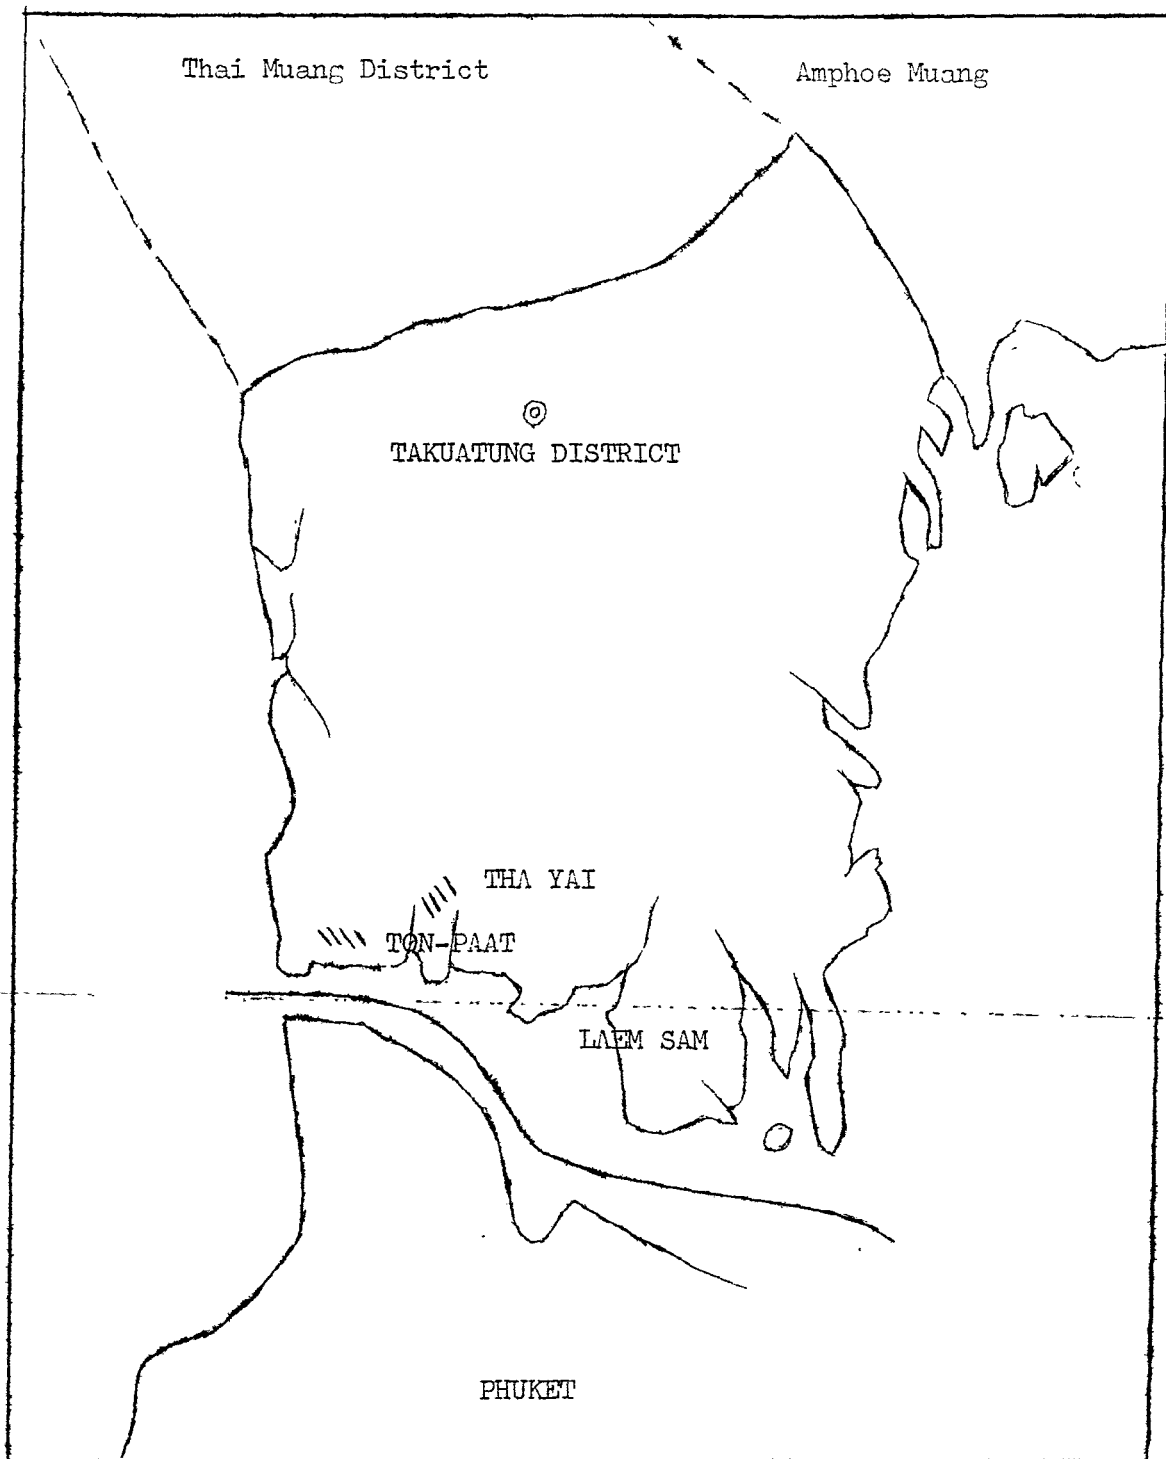 Thai Muang District
Amphoe Muang
TAKUATUNG DISTRICT
THA YAI
TON-PAAT
LAEM SAM
PHUKET